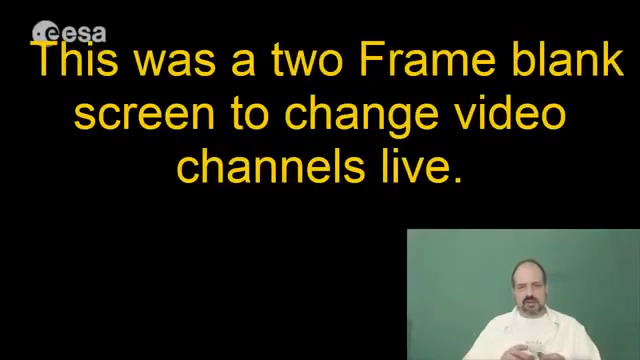 esa
This was a two Frame blank
screen to change video
channels live.